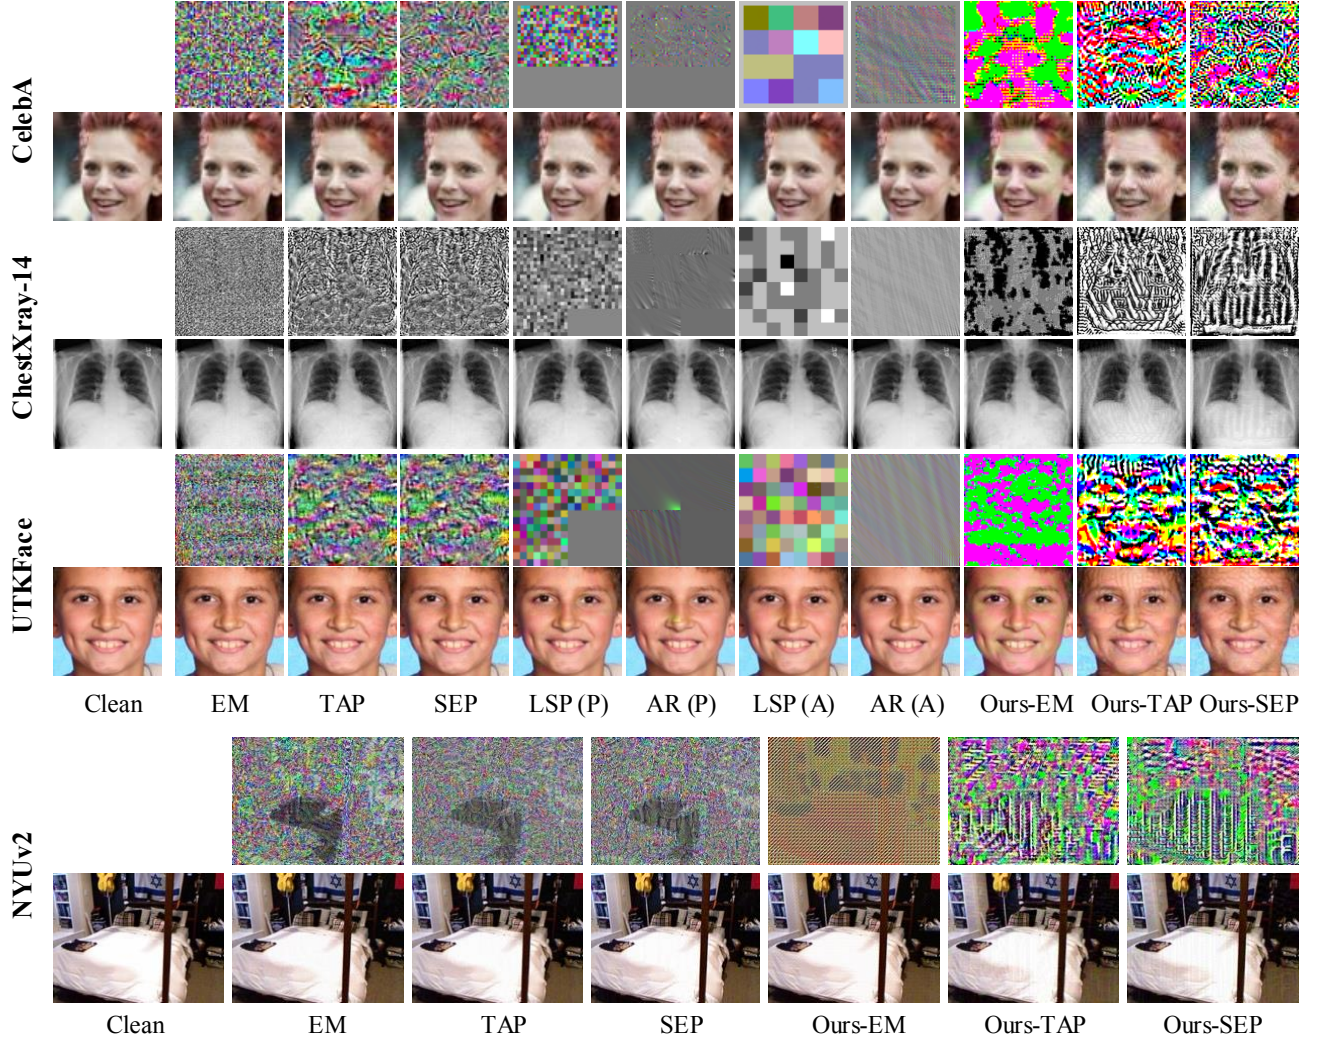 CelebA
ChestXray-14
UTKFace
Clean EM TAP SEP LSP (P) AR (P) LSP (A) AR (A) Ours-EM Ours-TAP Ours-SEP
NYUv2
Clean EM TAP SEP Ours-EM Ours-TAP Ours-SEP